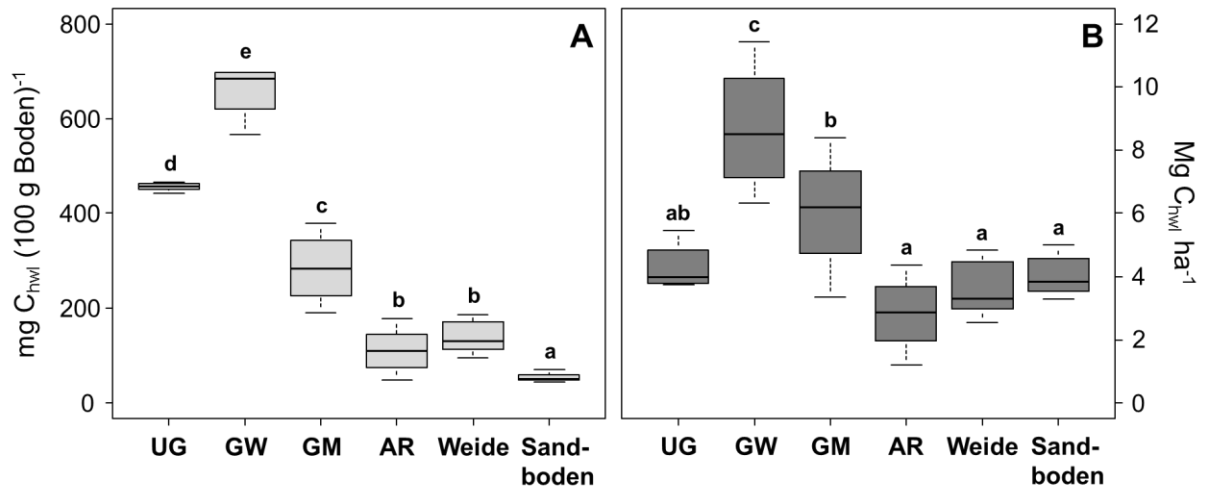 mg C_hwl (100 g Boden)^-1
800
600
400
200
0
A
d
e
c
b
b
a
UG GW GM AR Weide Sand-
boden
B
ab
c
b
a
a
a
UG GW GM AR Weide Sand-
boden
12
10
8
6
4
2
0
Mg C_hwl ha^-1